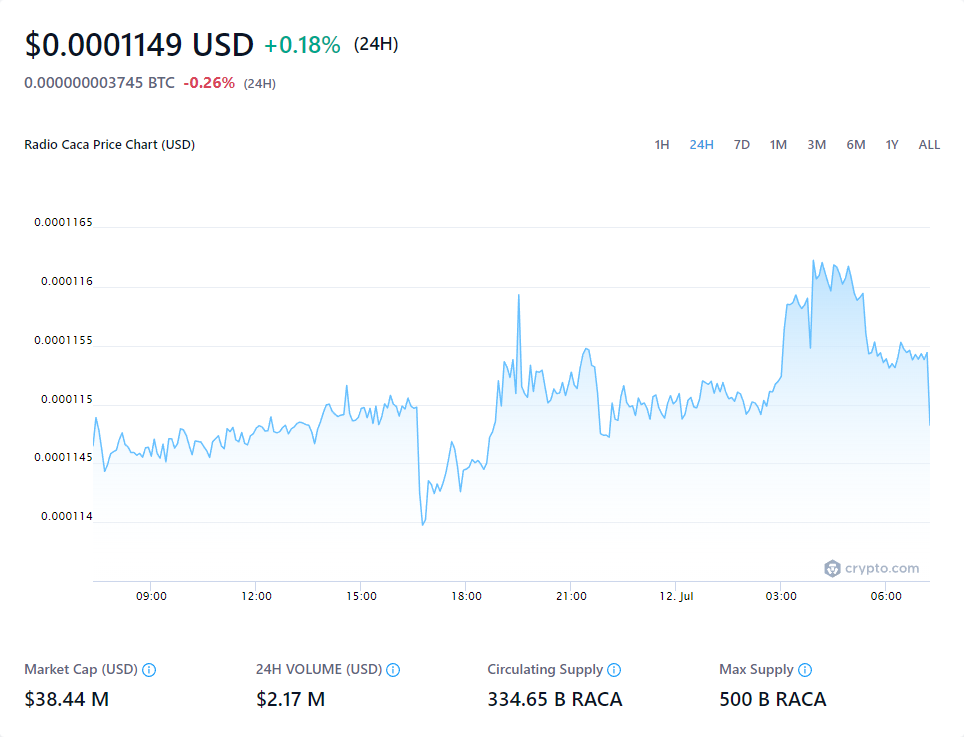 $0.0001149 USD +0.18% (24H)
0.000000003745 BTC -0.26% (24H)
Radio Caca Price Chart (USD) 1H 24H 7D 1M 3M 6M 1Y ALL
0.0001165
0.000116
0.0001155
0.000115
0.0001145
0.000114
crypto.com
09:00 12:00 15:00 18:00 21:00 12. Jul 03:00 06:00
Market Cap (USD) 24H VOLUME (USD) Circulating Supply Max Supply
$38.44 M $2.17 M 334.65 B RACA 500 B RACA